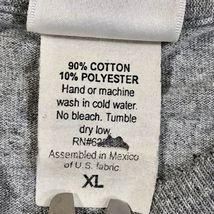 90% COTTON
10% POLYESTER
Hand or machine
wash in cold water.
No bleach. Tumble
dry low.
Assembled in Mexico
of U.S. fabric.
XL